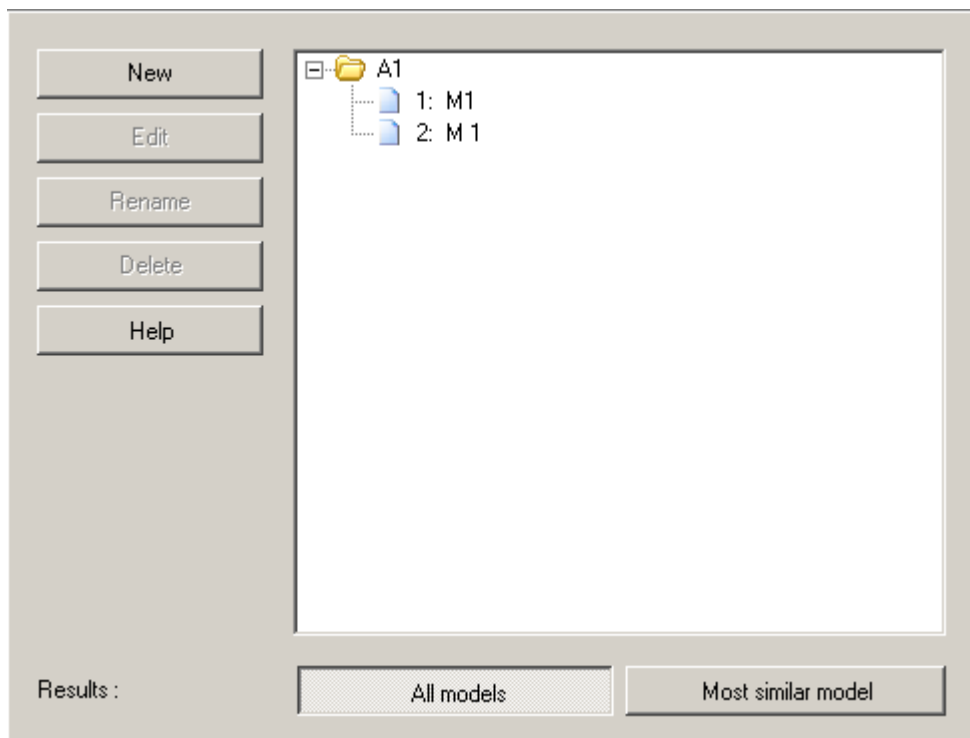 New
Edit
Rename
Delete
Help
A1
1: M1
2: M 1
Results :
All models
Most similar model